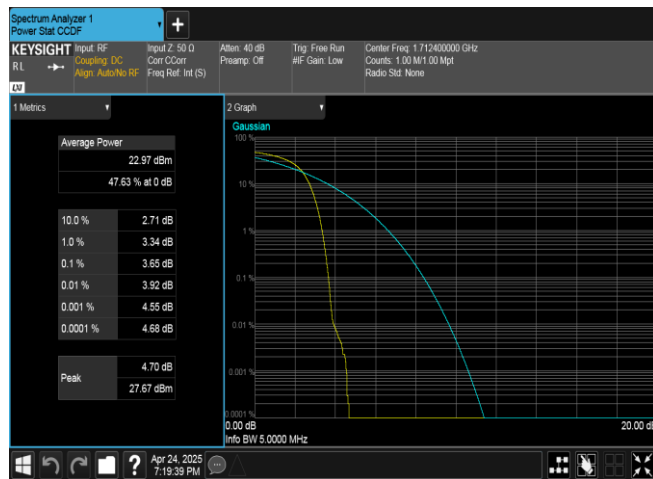 Spectrum Analyzer 1
Power Stat CCDF
+
KEYSIGHT
RL
LXI
Input: RF
Coupling: DC
Align: Auto/No RF
Input Z: 50 Ω
Corr CCorr
Freq Ref: Int (S)
Atten: 40 dB
Preamp: Off
Trig: Free Run
#IF Gain: Low
Center Freq: 1.712400000 GHz
Counts: 1.00 M/1.00 Mpt
Radio Std: None
1 Metrics
Average Power
22.97 dBm
47.63 % at 0 dB
10.0 % 2.71 dB
1.0 % 3.34 dB
0.1 % 3.65 dB
0.01 % 3.92 dB
0.001 % 4.55 dB
0.0001 % 4.68 dB
Peak
4.70 dB
27.67 dBm
2 Graph
Gaussian
100 %
10 %
1 %
0.1 %
0.01 %
0.001 %
0.0001 %
0.00 dB
20.00 dB
Info BW 5.0000 MHz
?
Apr 24, 2025
7:19:39 PM